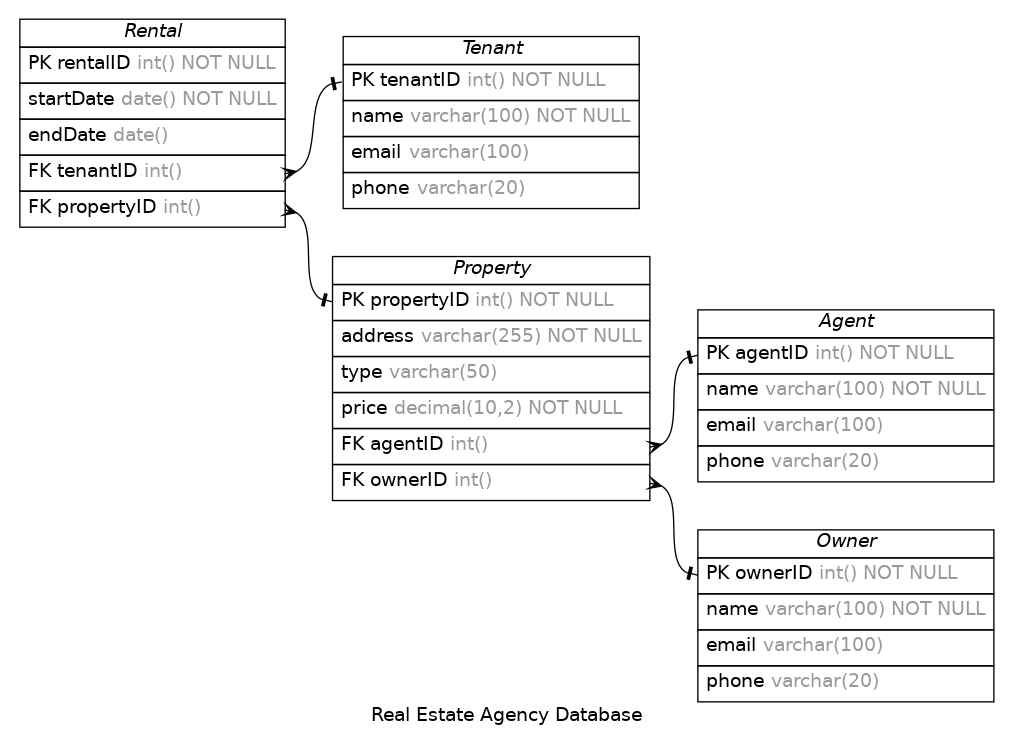 Rental
PK rentalID int() NOT NULL
startDate date() NOT NULL
endDate date()
FK tenantID int()
FK propertyID int()
Tenant
PK tenantID int() NOT NULL
name varchar(100) NOT NULL
email varchar(100)
phone varchar(20)
Property
PK propertyID int() NOT NULL
address varchar(255) NOT NULL
type varchar(50)
price decimal(10,2) NOT NULL
FK agentID int()
FK ownerID int()
Agent
PK agentID int() NOT NULL
name varchar(100) NOT NULL
email varchar(100)
phone varchar(20)
Owner
PK ownerID int() NOT NULL
name varchar(100) NOT NULL
email varchar(100)
phone varchar(20)
Real Estate Agency Database